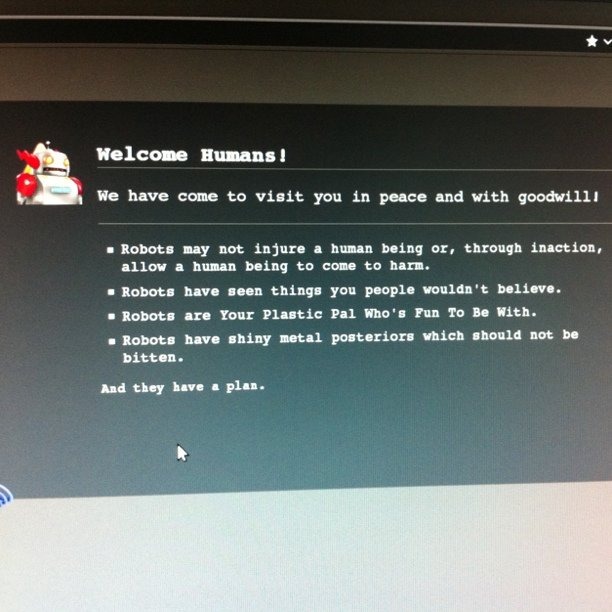 Welcome Humans!
We have come to visit you in peace and with goodwill!
Robots may not injure a human being or, through inaction,
allow a human being to come to harm.
Robots have seen things you people wouldn't believe.
Robots are Your Plastic Pal Who's Fun To Be With.
Robots have shiny metal posteriors which should not be
bitten.
And they have a plan.